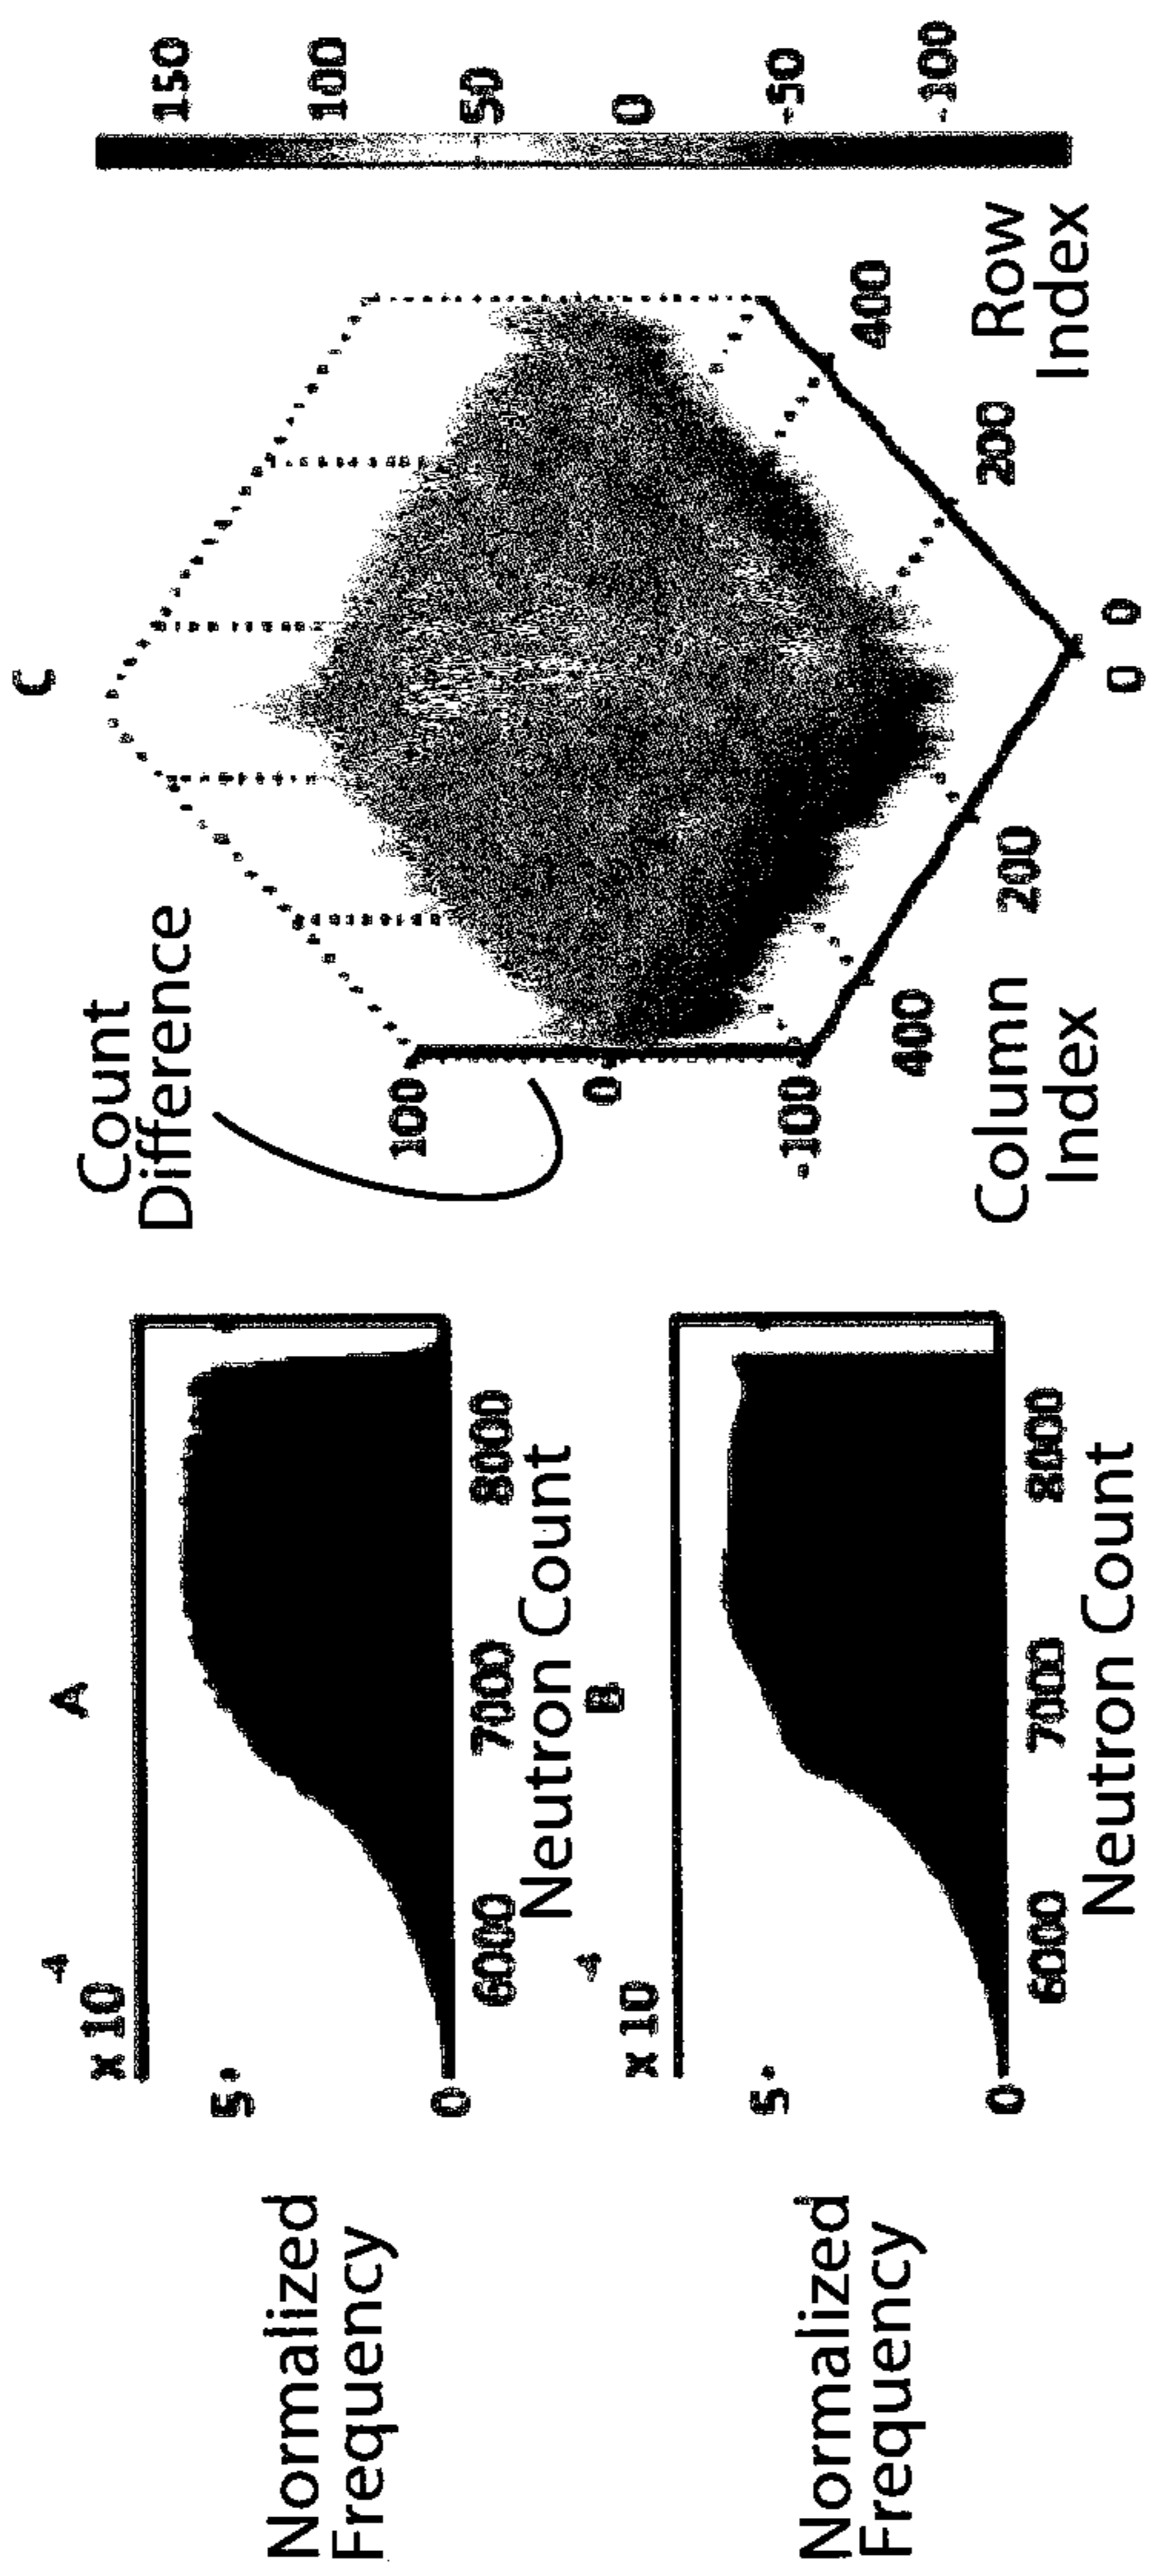 A
x 10
-4
Normalized
Frequency
5
0
6000
7000
8000
Neutron Count
B
x 10
-4
Normalized
Frequency
5
0
6000
7000
8000
Neutron Count
C
Count
Difference
100
0
-100
400
200
0
Column
Index
0
200
400
Row
Index
150
100
50
0
-50
-100